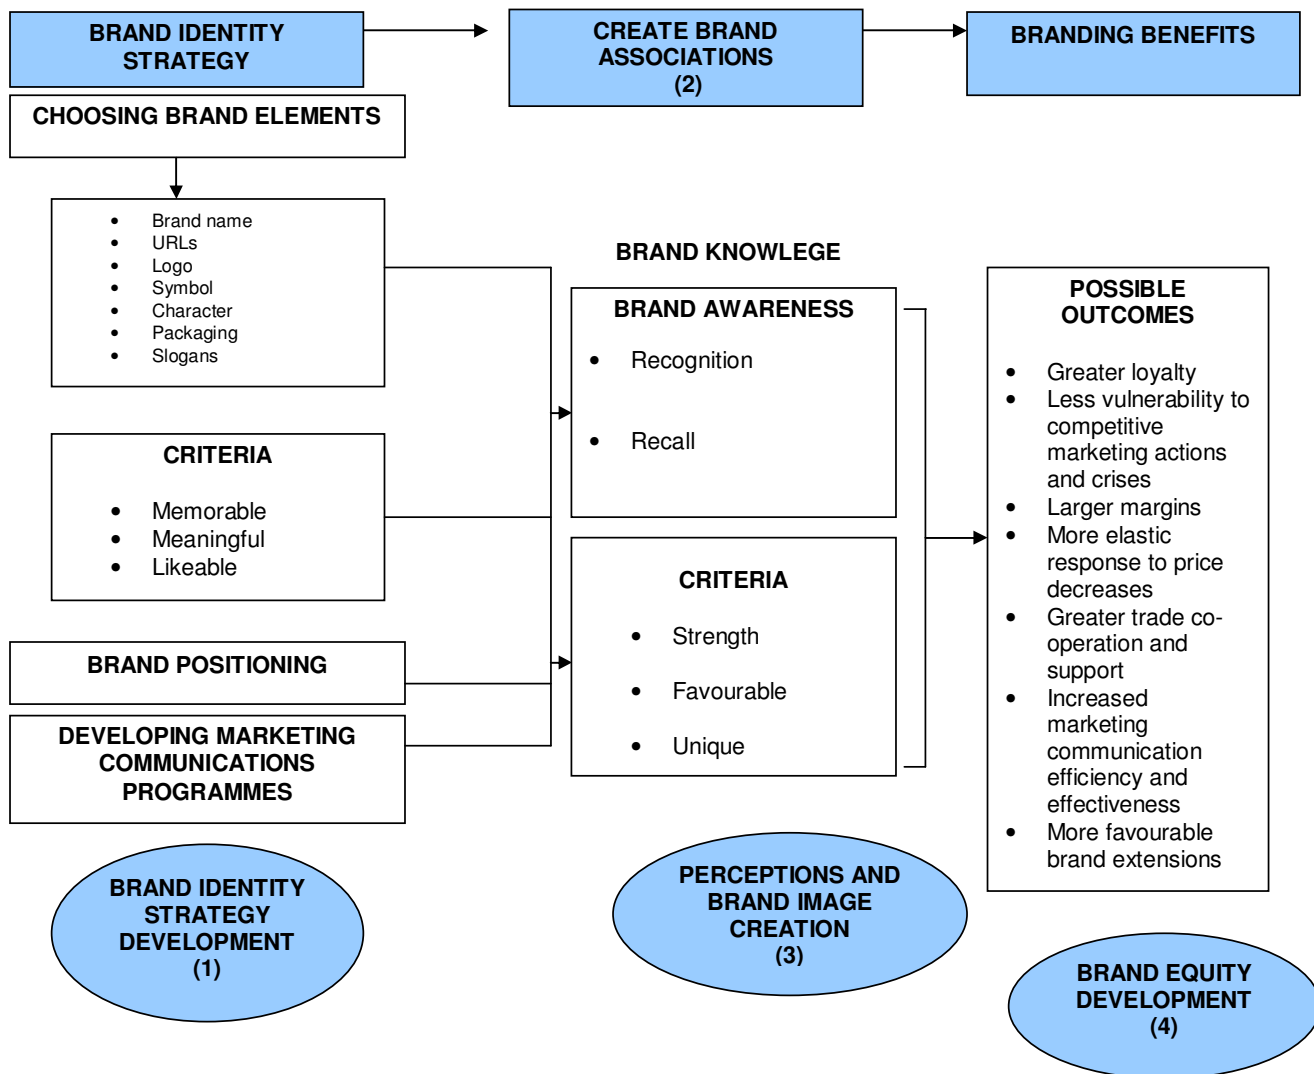 BRAND IDENTITY
STRATEGY
CREATE BRAND
ASSOCIATIONS
(2)
BRANDING BENEFITS
CHOOSING BRAND ELEMENTS
• Brand name
• URLs
• Logo
• Symbol
• Character
• Packaging
• Slogans
CRITERIA
• Memorable
• Meaningful
• Likeable
BRAND POSITIONING
DEVELOPING MARKETING
COMMUNICATIONS
PROGRAMMES
BRAND IDENTITY
STRATEGY
DEVELOPMENT
(1)
BRAND KNOWLEGE
BRAND AWARENESS
• Recognition
• Recall
CRITERIA
• Strength
• Favourable
• Unique
PERCEPTIONS AND
BRAND IMAGE
CREATION
(3)
POSSIBLE
OUTCOMES
• Greater loyalty
• Less vulnerability to
competitive
marketing actions
and crises
• Larger margins
• More elastic
response to price
decreases
• Greater trade co-
operation and
support
• Increased
marketing
communication
efficiency and
effectiveness
• More favourable
brand extensions
BRAND EQUITY
DEVELOPMENT
(4)